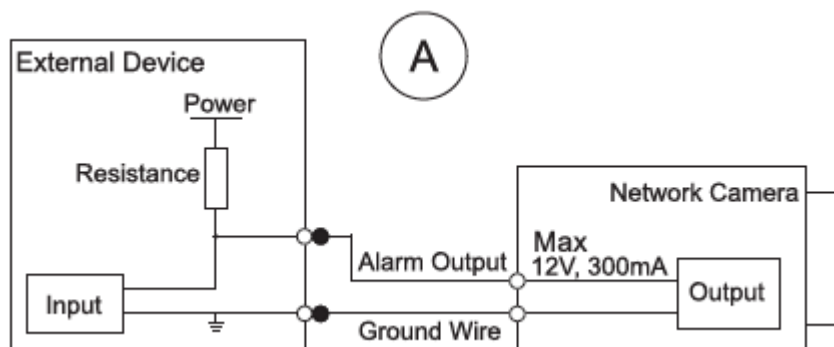 A
External Device
Power
Resistance
Network Camera
Max
Alarm Output
12V, 300mA
Input
Output
Ground Wire